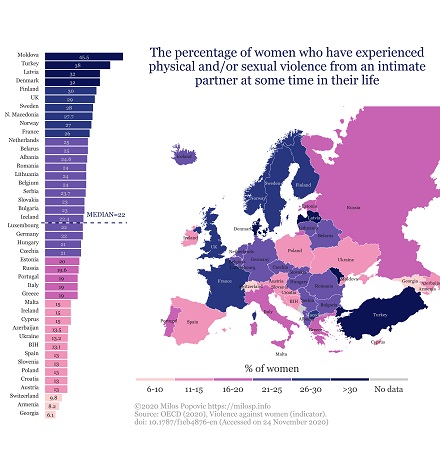 The percentage of women who have experienced
physical and/or sexual violence from an intimate
partner at some time in their life
Moldova 45.5
Turkey 38
Latvia 32
Denmark 32
Finland 30
UK 29
Sweden 28
N. Macedonia 27.7
Norway 27
France 26
Netherlands 25
Belarus 25
Albania 24.6
Romania 24
Lithuania 24
Belgium 24
Serbia 23.7
Slovakia 23
Bulgaria 23
Iceland 22.4
MEDIAN=22
Luxembourg 22
Germany 22
Hungary 21
Czechia 21
Estonia 20
Russia 19.6
Portugal 19
Italy 19
Greece 19
Malta 15
Ireland 15
Cyprus 15
Azerbaijan 13.5
Ukraine 13.2
BIH 13.1
Spain 13
Slovenia 13
Poland 13
Croatia 13
Austria 13
Switzerland 9.8
Armenia 8.2
Georgia 6.1
Iceland
Norway
Sweden
Finland
Russia
Estonia
Latvia
Lithuania
Denmark
Belarus
Ireland
UK
Netherlands
Germany
Poland
Ukraine
Czechia
Slovakia
Moldova
France
Switzerland
Austria
Hungary
Romania
Slovenia
Croatia
BIH
Serbia
Bulgaria
Georgia
Azerbaijan
Armenia
Italy
Albania
Portugal
Spain
Greece
Turkey
Malta
Cyprus
% of women
6-10 11-15 16-20 21-25 26-30 >30 No data
©2020 Milos Popovic https://milosp.info
Source: OECD (2020), Violence against women (indicator).
doi: 10.1787/f1eb4876-en (Accessed on 24 November 2020)